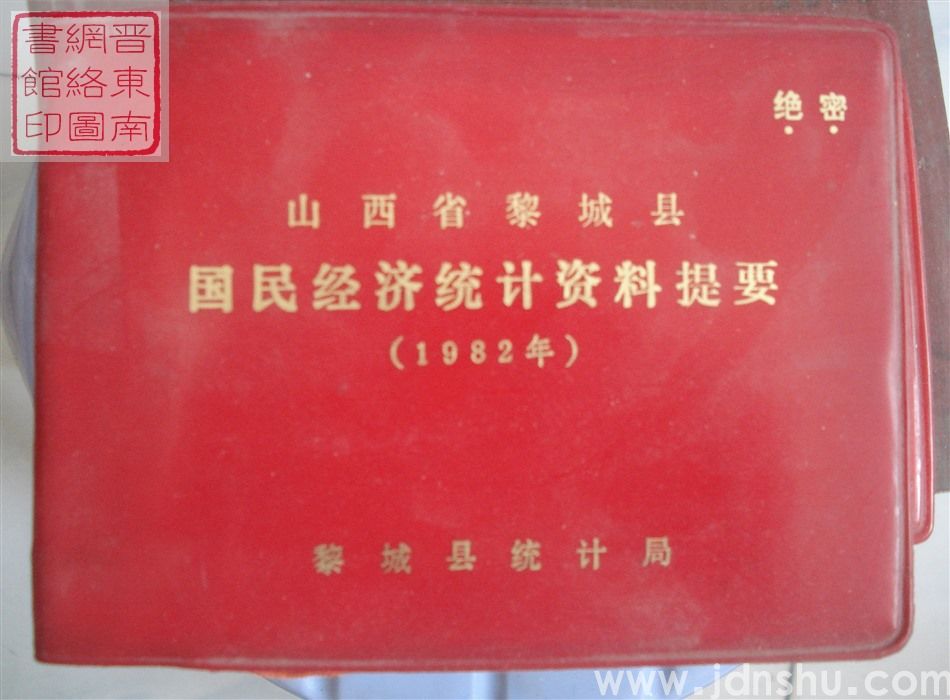 晋東南
網絡圖
書館印
绝密
山西省黎城县
国民经济统计资料提要
(1982年)
黎城县统计局
www.jdnshu.com